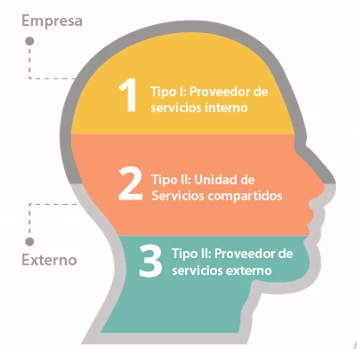 Empresa
1
Tipo I: Proveedor de
servicios interno
2
Tipo II: Unidad de
Servicios compartidos
3
Tipo II: Proveedor de
servicios externo
Externo